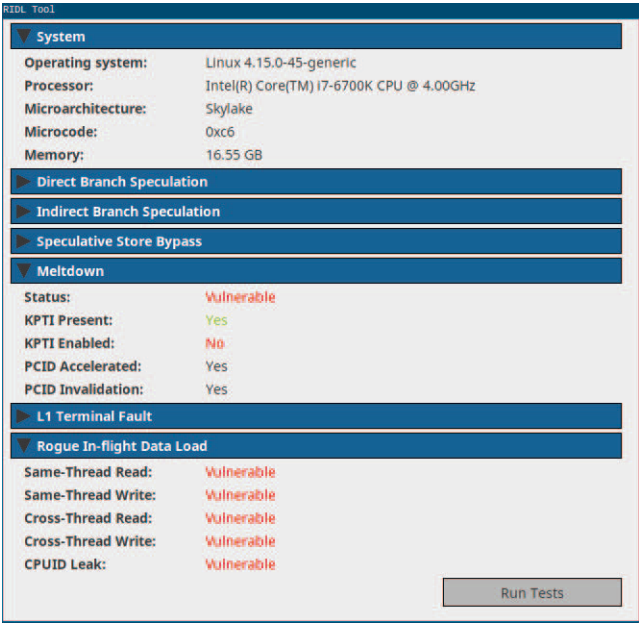 RIDL Tool
System
Operating system: Linux 4.15.0-45-generic
Processor: Intel(R) Core(TM) i7-6700K CPU @ 4.00GHz
Microarchitecture: Skylake
Microcode: 0xc6
Memory: 16.55 GB
Direct Branch Speculation
Indirect Branch Speculation
Speculative Store Bypass
Meltdown
Status: Vulnerable
KPTI Present: Yes
KPTI Enabled: No
PCID Accelerated: Yes
PCID Invalidation: Yes
L1 Terminal Fault
Rogue In-flight Data Load
Same-Thread Read: Vulnerable
Same-Thread Write: Vulnerable
Cross-Thread Read: Vulnerable
Cross-Thread Write: Vulnerable
CPUID Leak: Vulnerable
Run Tests